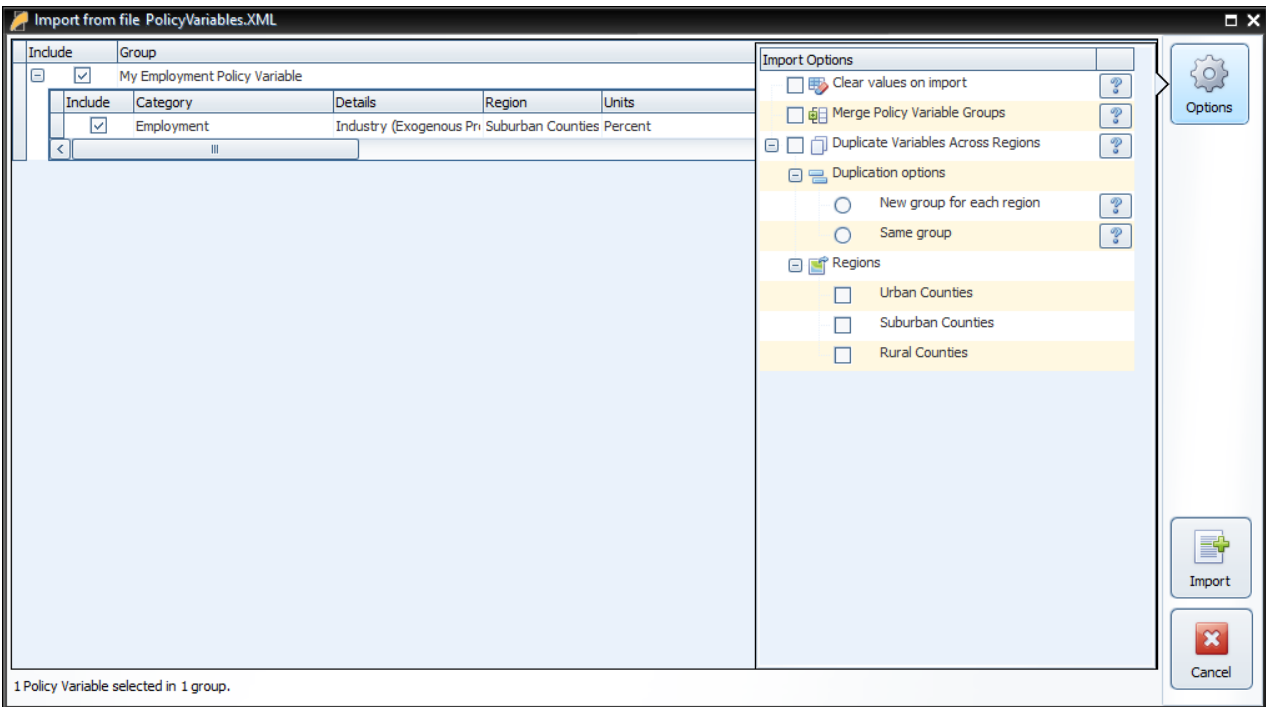 Import from file PolicyVariables.XML
Include Group
My Employment Policy Variable
Include Category Details Region Units
Employment Industry (Exogenous Pr Suburban Counties Percent
Import Options
Clear values on import ?
Merge Policy Variable Groups ?
Duplicate Variables Across Regions ?
Duplication options
New group for each region ?
Same group ?
Regions
Urban Counties
Suburban Counties
Rural Counties
Options
Import
Cancel
1 Policy Variable selected in 1 group.